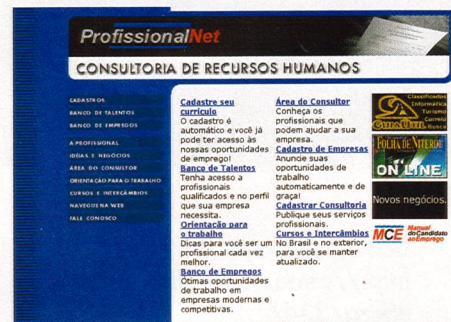 ProfissionalNet
CONSULTORIA DE RECURSOS HUMANOS
CADASTROS
BANCO DE TALENTOS
BANCO DE EMPREGOS
A PROFISSIONAL
IDÉIAS E NEGÓCIOS
ÁREA DO CONSULTOR
ORIENTAÇÃO PARA O TRABALHO
CURSOS E INTERCÂMBIOS
NAVEGUE NA WEB
FALE CONOSCO
Cadastre seu
currículo
O cadastro é
automático e você já
pode ter acesso às
nossas oportunidades
de emprego!
Banco de Talentos
Tenha acesso a
profissionais
qualificados e no perfil
que sua empresa
necessita.
Orientação para
o trabalho
Dicas para você ser um
profissional cada vez
melhor.
Banco de Empregos
Ótimas oportunidades
de trabalho em
empresas modernas e
competitivas.
Área do Consultor
Conheça os
profissionais que
podem ajudar a sua
empresa.
Cadastro de Empresas
Anuncie suas
oportunidades de
trabalho
automaticamente e de
graça!
Cadastrar Consultoria
Publique seus serviços
profissionais.
Cursos e Intercâmbios
No Brasil e no exterior,
para você se manter
atualizado.
Classificados
Informática
Turismo
Correio
Busca
GuiaUtil
FOLHA DE NITERÓI
ON LINE
Novos negócios.
MCE Manual
do Candidato
ao Emprego